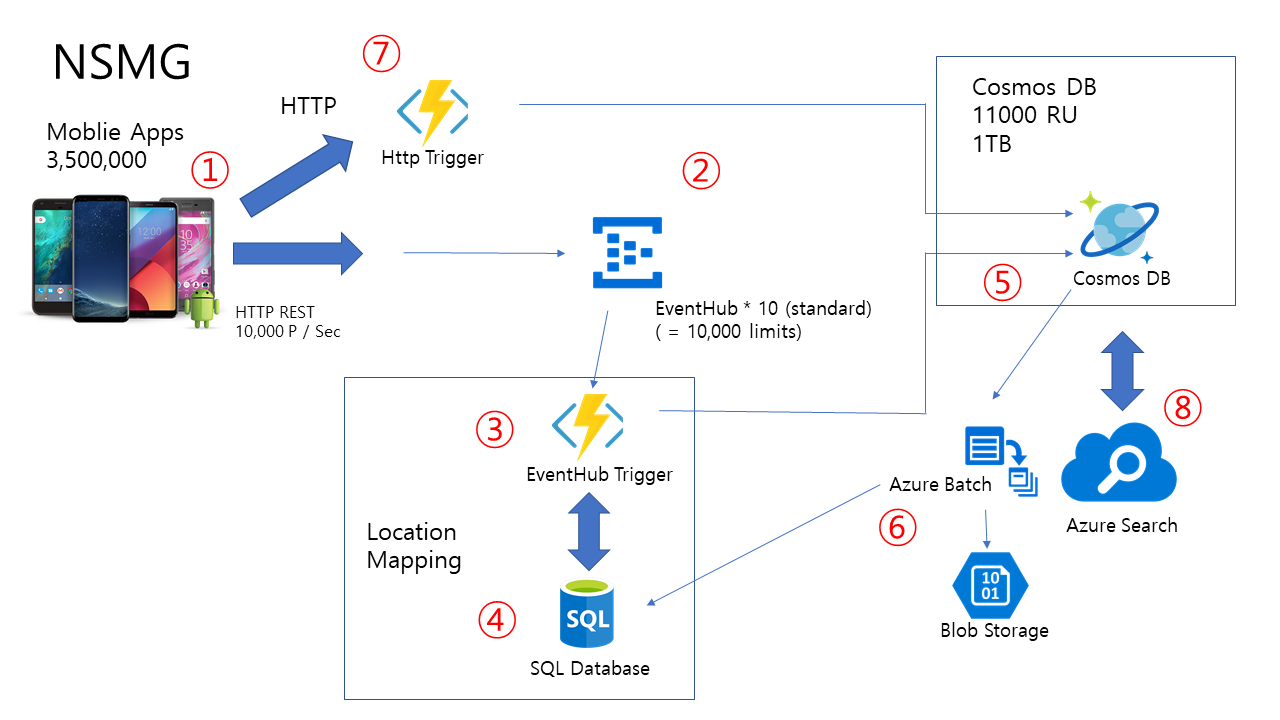 NSMG
⑦
HTTP
Moblie Apps
3,500,000
①
Http Trigger
②
Cosmos DB
11000 RU
1TB
HTTP REST
10,000 P / Sec
EventHub * 10 (standard)
( = 10,000 limits)
⑤
Cosmos DB
③
EventHub Trigger
Location
Mapping
④
SQL
SQL Database
⑧
Azure Batch
⑥
Azure Search
10
01
Blob Storage